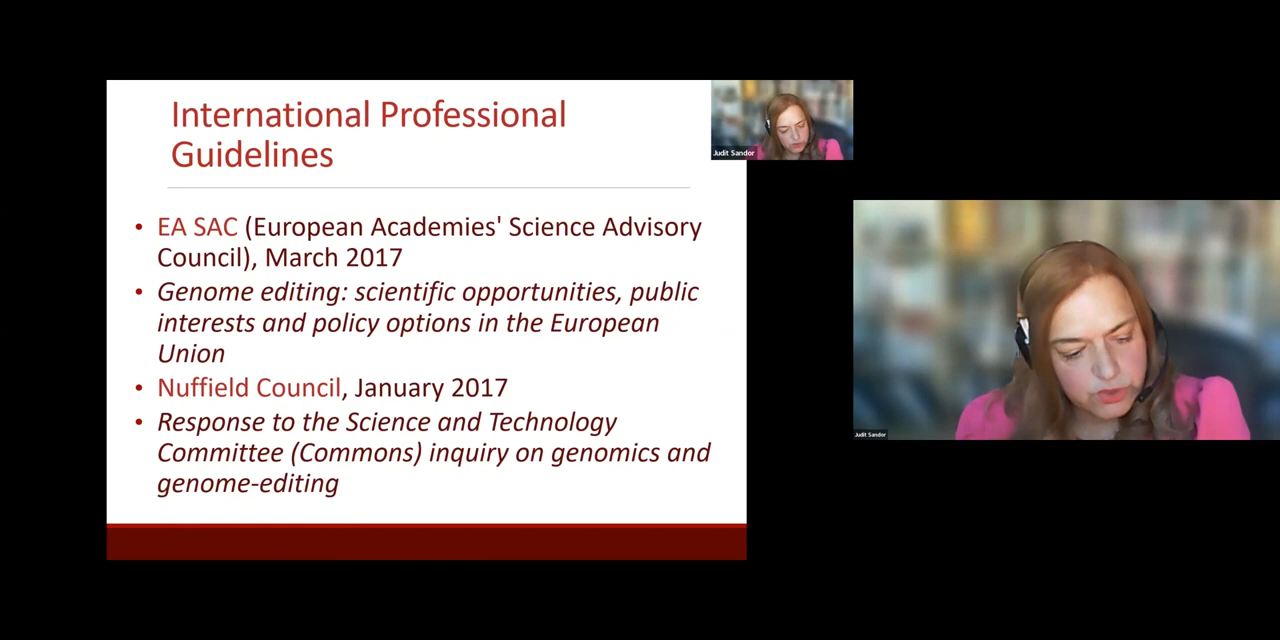 International Professional
Guidelines
• EA SAC (European Academies' Science Advisory
Council), March 2017
• Genome editing: scientific opportunities, public
interests and policy options in the European
Union
• Nuffield Council, January 2017
• Response to the Science and Technology
Committee (Commons) inquiry on genomics and
genome-editing
Judit Sandor
Judit Sandor